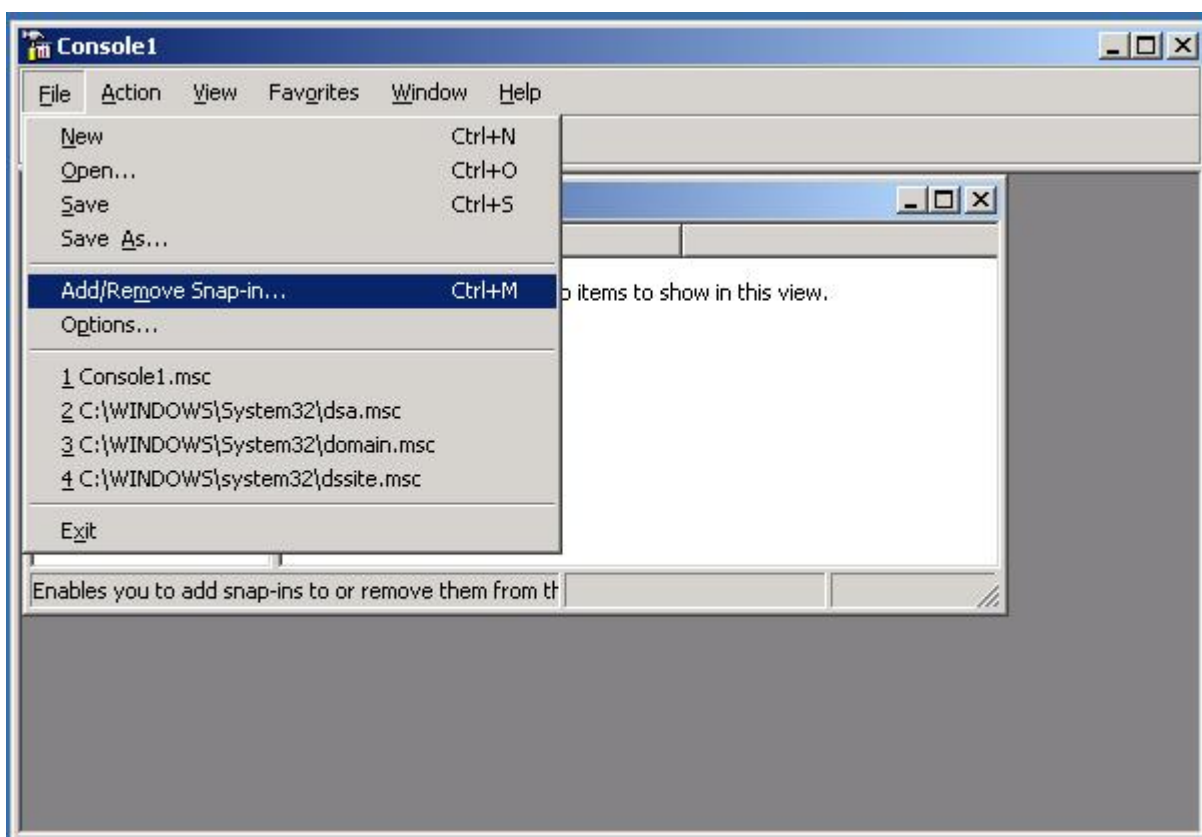 Console1
File Action View Favorites Window Help
New Ctrl+N
Open... Ctrl+O
Save Ctrl+S
Save As...
Add/Remove Snap-in... Ctrl+M
items to show in this view.
Options...
1 Console1.msc
2 C:\WINDOWS\System32\dsa.msc
3 C:\WINDOWS\System32\domain.msc
4 C:\WINDOWS\system32\dssite.msc
Exit
Enables you to add snap-ins to or remove them from